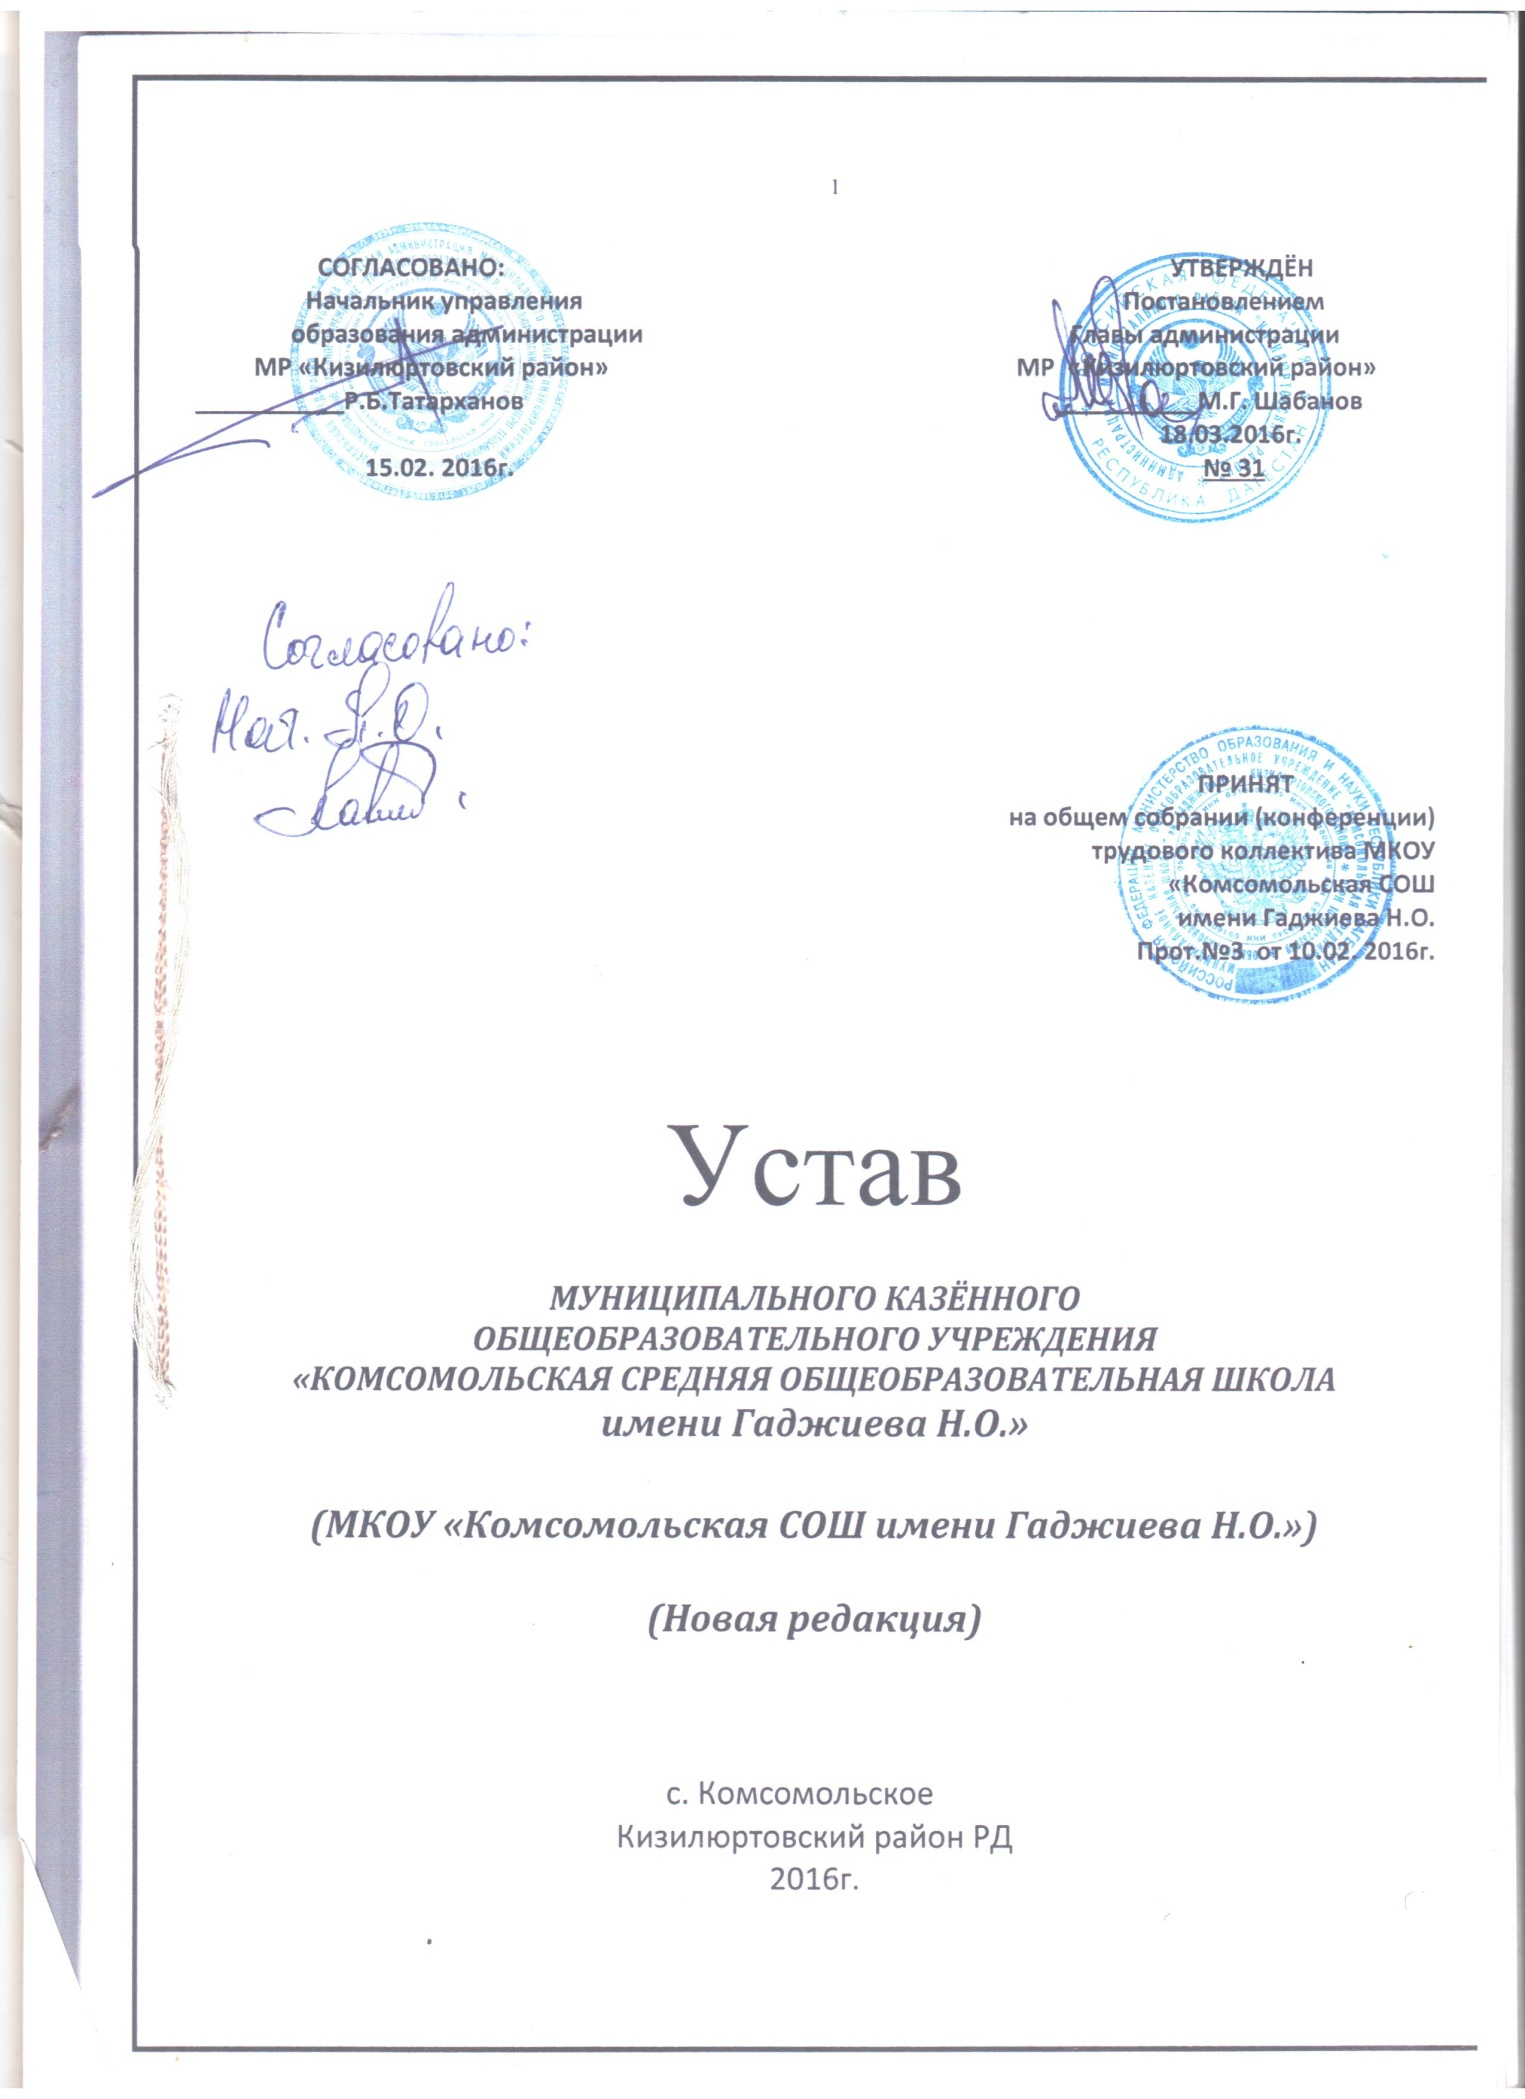 1
СОГЛАСОВАНО:
Начальник управления
образования администрации
МР «Кизилюртовский район»
___________Р.Б.Татарханов
15.02. 2016г.
УТВЕРЖДЁН
Постановлением
Главы администрации
МР «Кизилюртовский район»
__________М.Г. Шабанов
18.03.2016г.
№ 31
Согласовано:
ПРИНЯТ
на общем собрании (конференции)
трудового коллектива МКОУ
«Комсомольская СОШ
имени Гаджиева Н.О.
Прот.№3 от 10.02. 2016г.
Устав
МУНИЦИПАЛЬНОГО КАЗЁННОГО
ОБЩЕОБРАЗОВАТЕЛЬНОГО УЧРЕЖДЕНИЯ
«КОМСОМОЛЬСКАЯ СРЕДНЯЯ ОБЩЕОБРАЗОВАТЕЛЬНАЯ ШКОЛА
имени Гаджиева Н.О.»
(МКОУ «Комсомольская СОШ имени Гаджиева Н.О.»)
(Новая редакция)
с. Комсомольское
Кизилюртовский район РД
2016г.